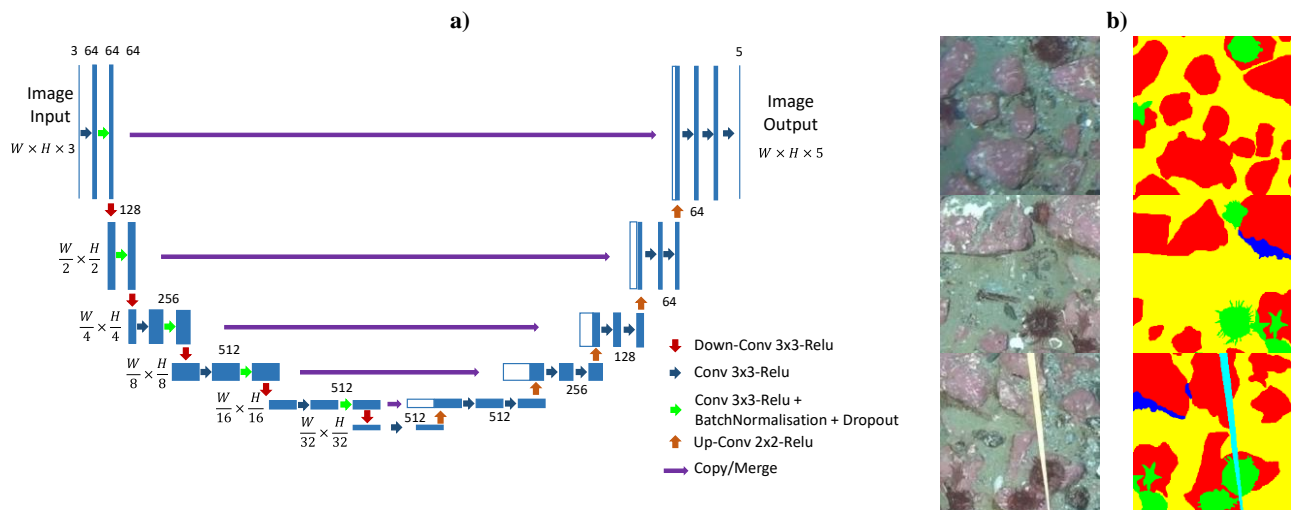 a)
b)
3 64 64 64
5
Image
Input
W × H × 3
Image
Output
W × H × 5
128
64
W/2 × H/2
256
64
W/4 × H/4
128
512
W/8 × H/8
256
512
W/16 × H/16
512
512
W/32 × H/32
Down-Conv 3x3-Relu
Conv 3x3-Relu
Conv 3x3-Relu +
BatchNormalisation + Dropout
Up-Conv 2x2-Relu
Copy/Merge